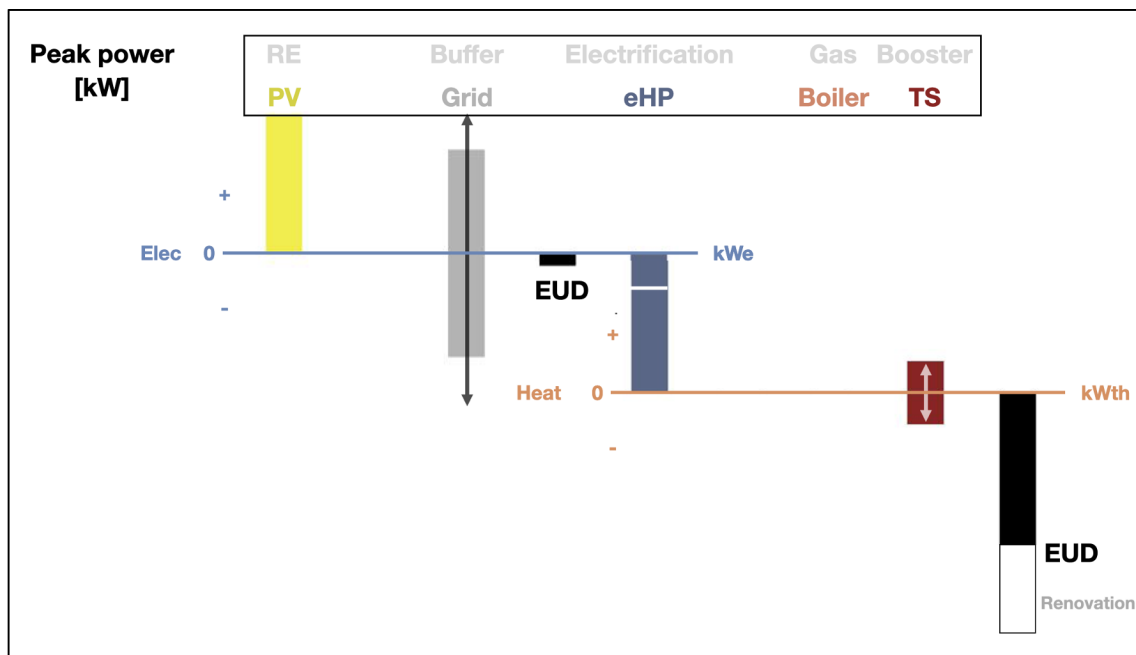 Peak power
[kW]
RE Buffer Electrification Gas Booster
PV Grid eHP Boiler TS
+
Elec 0 kWe
EUD
-
+
Heat 0 kWth
-
EUD
Renovation